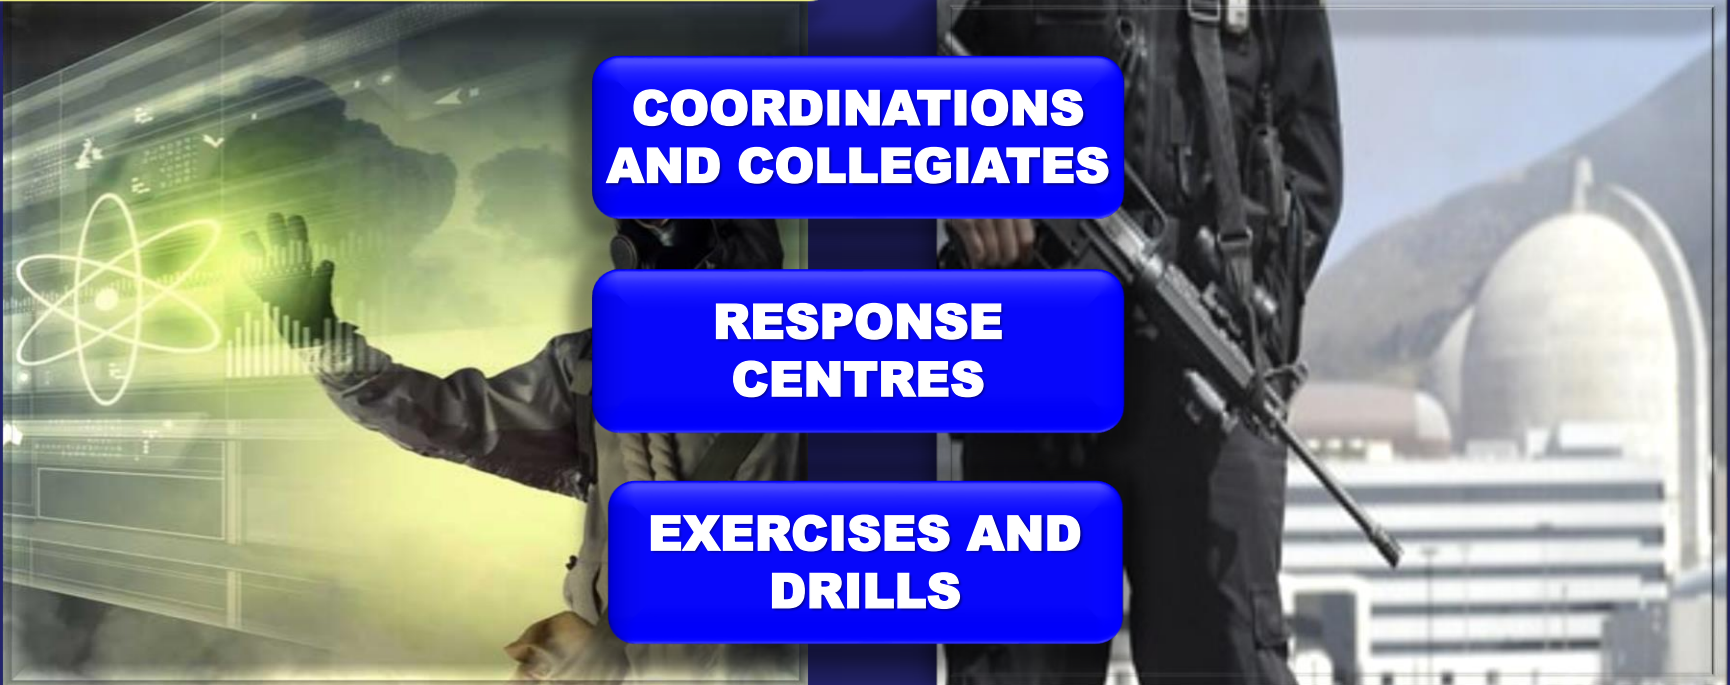 COORDINATIONS
AND COLLEGIATES
RESPONSE
CENTRES
EXERCISES AND
DRILLS